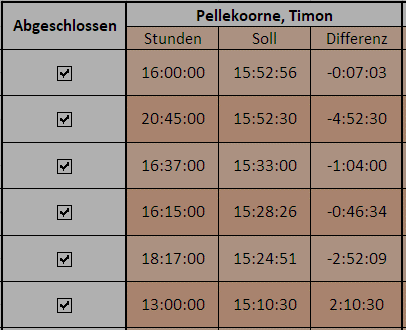 Abgeschlossen Pellekoorne, Timon
Stunden Soll Differenz
16:00:00 15:52:56 -0:07:03
20:45:00 15:52:30 -4:52:30
16:37:00 15:33:00 -1:04:00
16:15:00 15:28:26 -0:46:34
18:17:00 15:24:51 -2:52:09
13:00:00 15:10:30 2:10:30